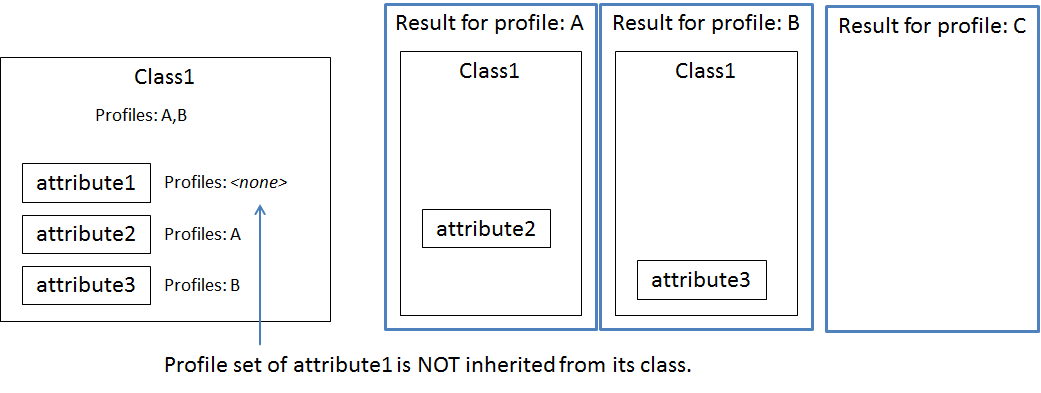 Class1
Profiles: A,B
attribute1 Profiles: <none>
attribute2 Profiles: A
attribute3 Profiles: B
Profile set of attribute1 is NOT inherited from its class.
Result for profile: A
Class1
attribute2
Result for profile: B
Class1
attribute3
Result for profile: C